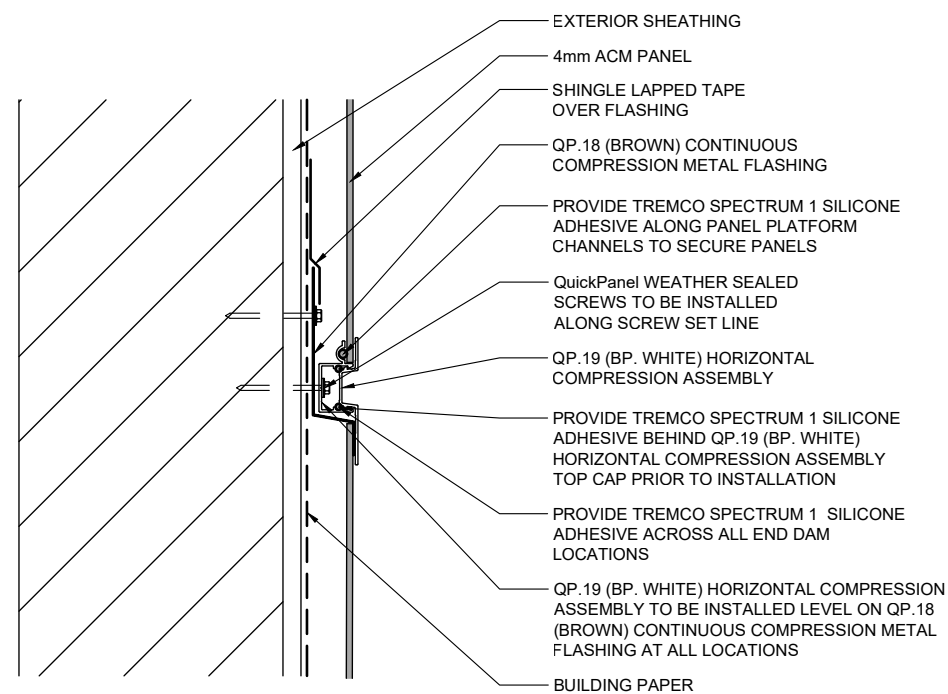 EXTERIOR SHEATHING
4mm ACM PANEL
SHINGLE LAPPED TAPE
OVER FLASHING
QP.18 (BROWN) CONTINUOUS
COMPRESSION METAL FLASHING
PROVIDE TREMCO SPECTRUM 1 SILICONE
ADHESIVE ALONG PANEL PLATFORM
CHANNELS TO SECURE PANELS
QuickPanel WEATHER SEALED
SCREWS TO BE INSTALLED
ALONG SCREW SET LINE
QP.19 (BP. WHITE) HORIZONTAL
COMPRESSION ASSEMBLY
PROVIDE TREMCO SPECTRUM 1 SILICONE
ADHESIVE BEHIND QP.19 (BP. WHITE)
HORIZONTAL COMPRESSION ASSEMBLY
TOP CAP PRIOR TO INSTALLATION
PROVIDE TREMCO SPECTRUM 1 SILICONE
ADHESIVE ACROSS ALL END DAM
LOCATIONS
QP.19 (BP. WHITE) HORIZONTAL COMPRESSION
ASSEMBLY TO BE INSTALLED LEVEL ON QP.18
(BROWN) CONTINUOUS COMPRESSION METAL
FLASHING AT ALL LOCATIONS
BUILDING PAPER